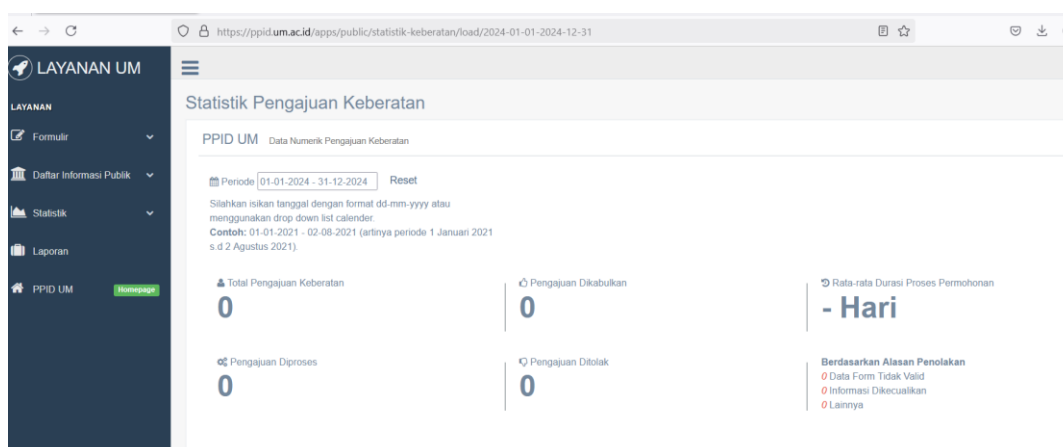 https://ppid.um.ac.id/apps/public/statistik-keberatan/load/2024-01-01-2024-12-31
LAYANAN UM
LAYANAN
Formulir
Daftar Informasi Publik
Statistik
Laporan
PPID UM Homepage
Statistik Pengajuan Keberatan
PPID UM Data Numerik Pengajuan Keberatan
Periode 01-01-2024 - 31-12-2024 Reset
Silahkan isikan tanggal dengan format dd-mm-yyyy atau
menggunakan drop down list calender.
Contoh: 01-01-2021 - 02-08-2021 (artinya periode 1 Januari 2021
s.d 2 Agustus 2021).
Total Pengajuan Keberatan
0
Pengajuan Dikabulkan
0
Rata-rata Durasi Proses Permohonan
- Hari
Pengajuan Diproses
0
Pengajuan Ditolak
0
Berdasarkan Alasan Penolakan
0 Data Form Tidak Valid
0 Informasi Dikecualikan
0 Lainnya